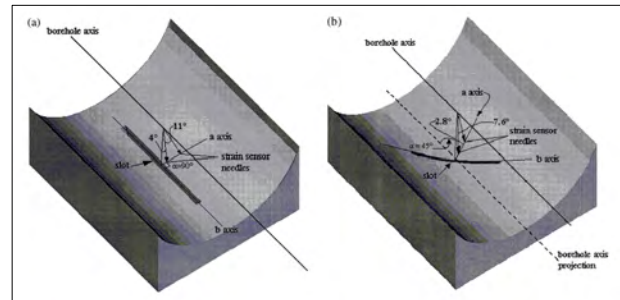 (a)
borehole axis
11°
4°
a axis
slot
α=90°
strain sensor
needles
b axis
(b)
borehole axis
a axis
2.8°
7.6°
α=45°
strain sensor
needles
b axis
slot
borehole axis
projection